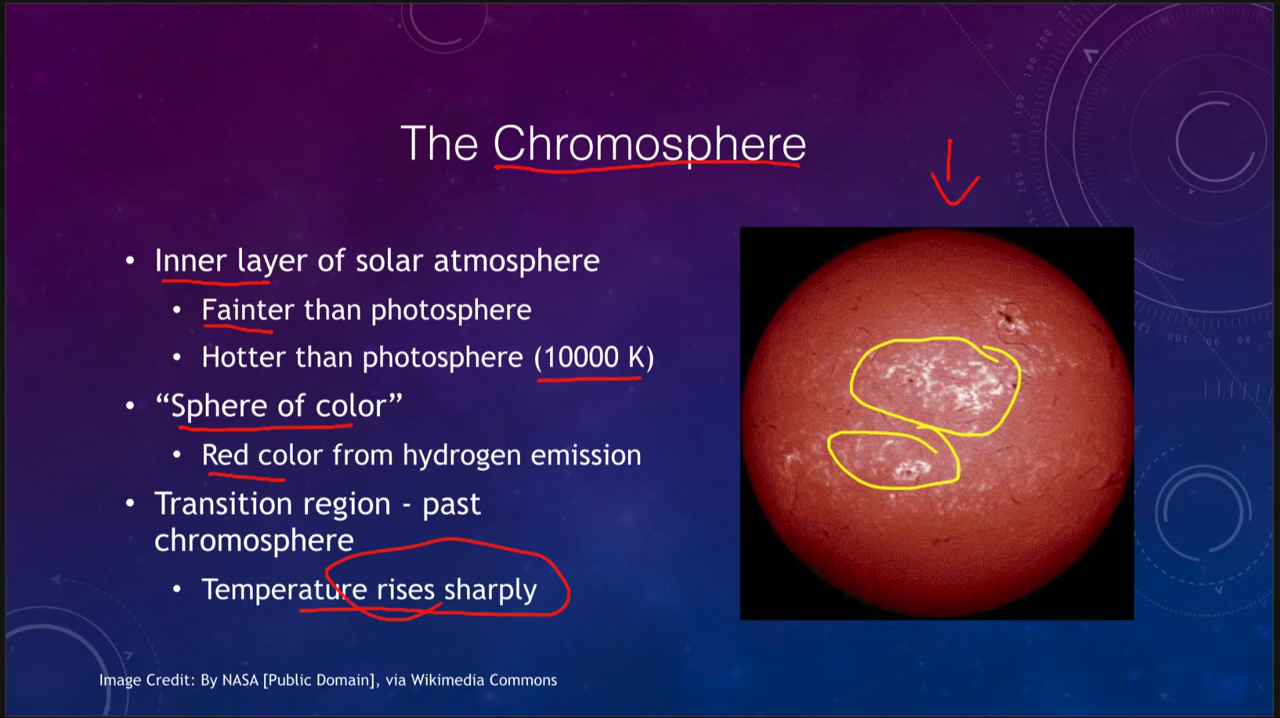 The Chromosphere
• Inner layer of solar atmosphere
• Fainter than photosphere
• Hotter than photosphere (10000 K)
• “Sphere of color”
• Red color from hydrogen emission
• Transition region - past
chromosphere
• Temperature rises sharply
Image Credit: By NASA [Public Domain], via Wikimedia Commons